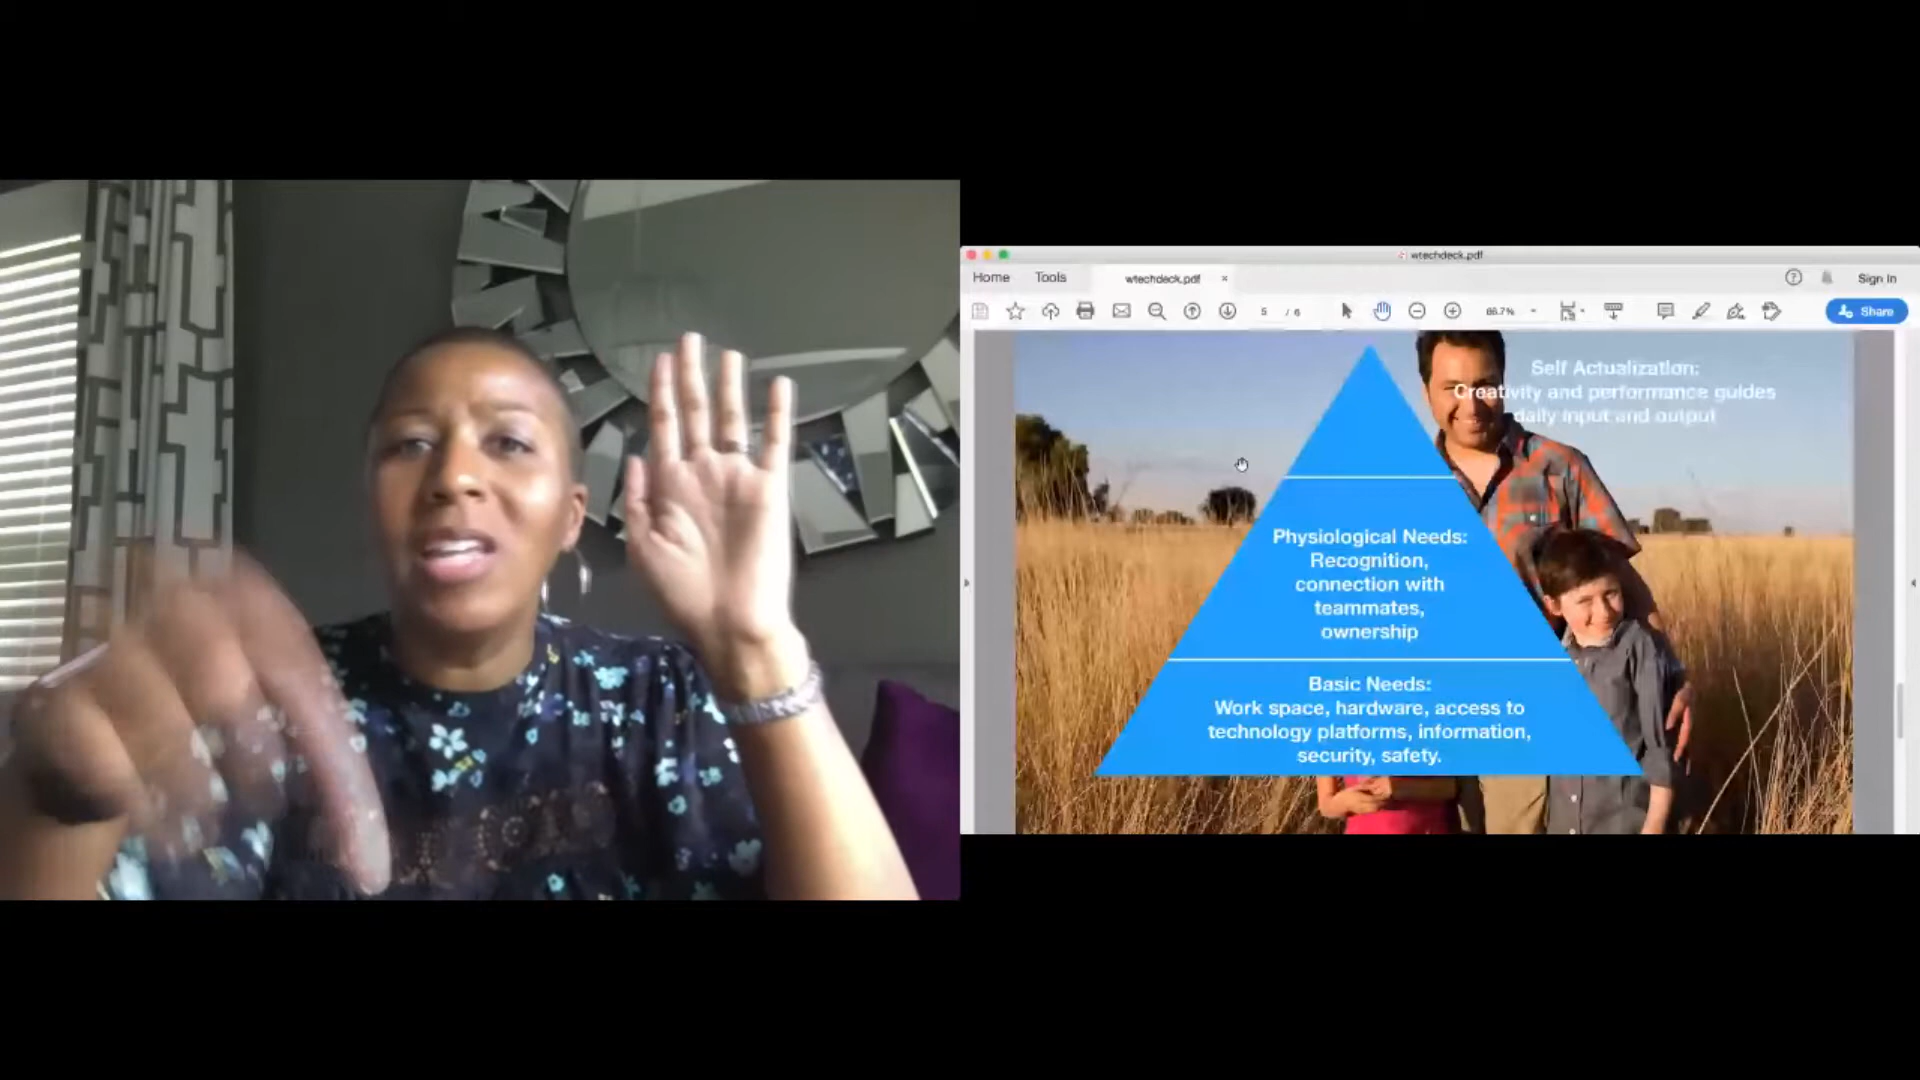 wtechdeck.pdf
Home Tools wtechdeck.pdf × Sign In
5 / 6 66.7% Share
Self Actualization:
Creativity and performance guides
daily input and output
Physiological Needs:
Recognition,
connection with
teammates,
ownership
Basic Needs:
Work space, hardware, access to
technology platforms, information,
security, safety.